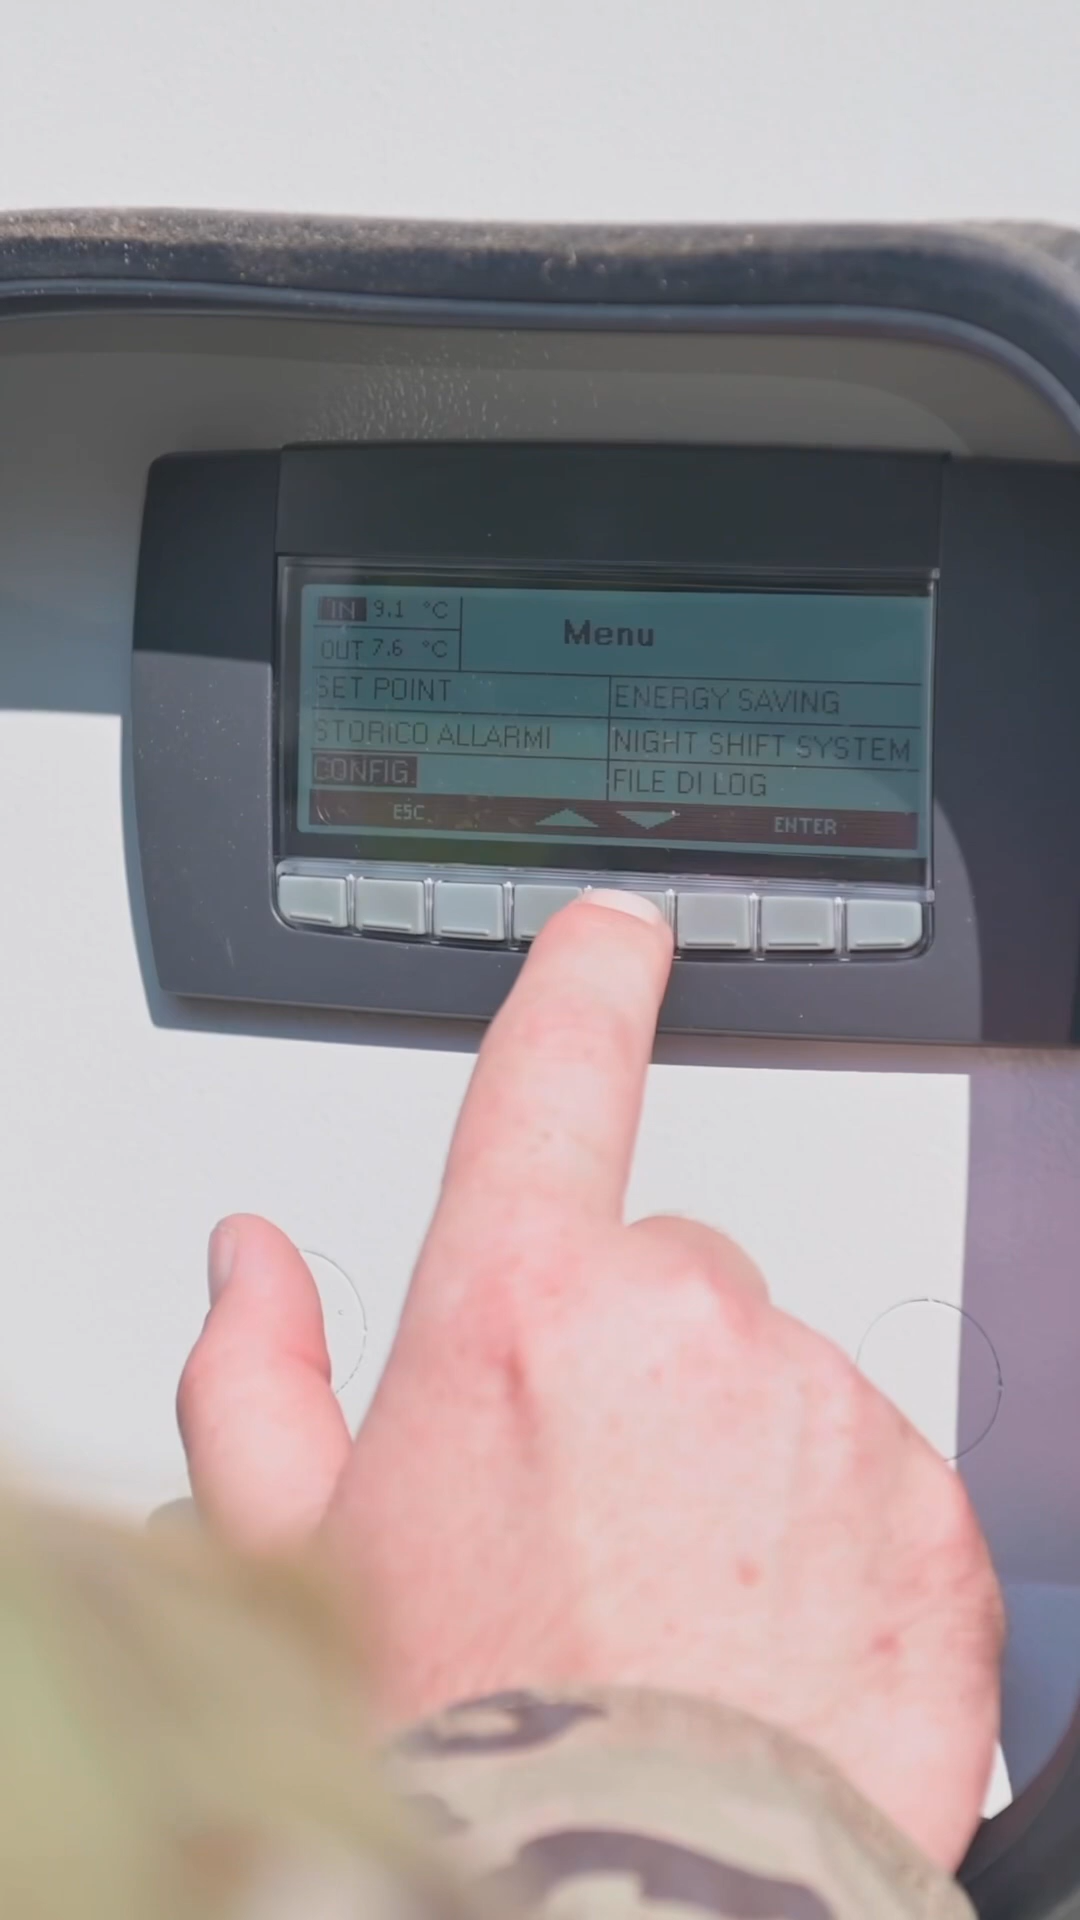 IN 9.1 °C
Menu
OUT 7.6 °C
SET POINT
ENERGY SAVING
STORICO ALLARMI
NIGHT SHIFT SYSTEM
CONFIG.
FILE DI LOG
ESC
ENTER